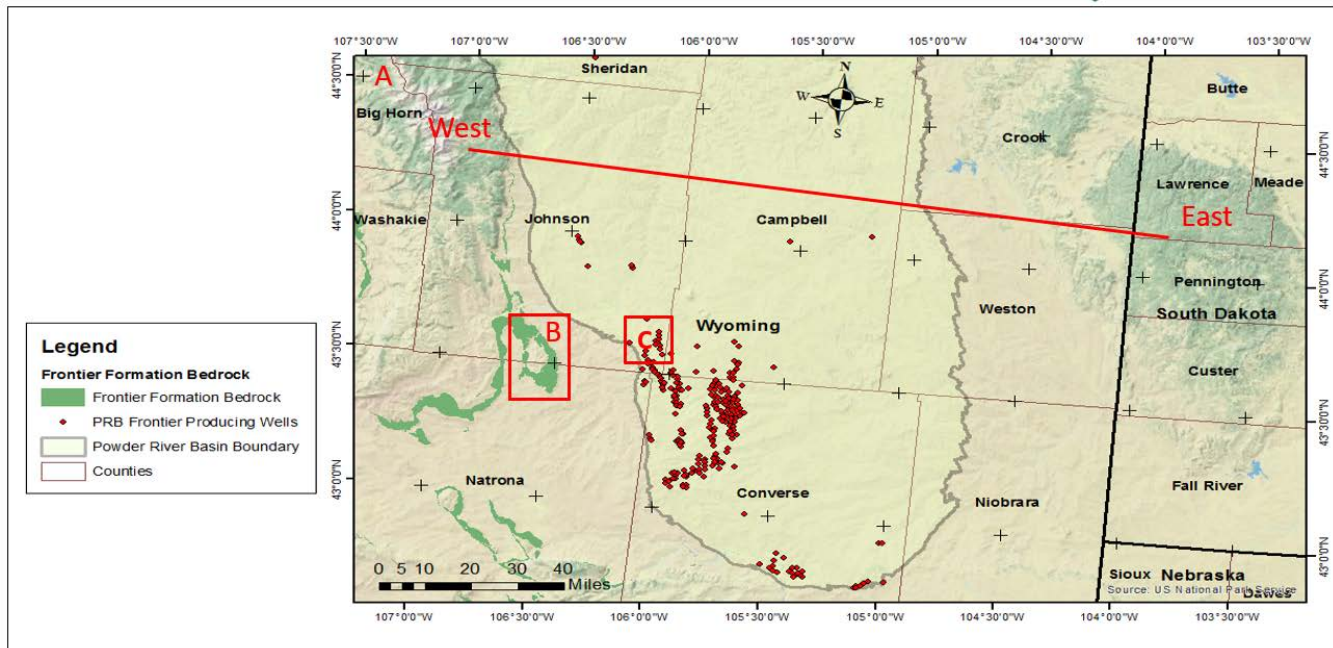 107°30'0"W 107°0'0"W 106°30'0"W 106°0'0"W 105°30'0"W 105°0'0"W 104°30'0"W 104°0'0"W 103°30'0"W
44°30'0"N
A
Sheridan
N
W E
S
Butte
Big Horn
West
Crook
44°30'0"N
Lawrence
Meade
44°0'0"N
Washakie
Johnson
Campbell
East
44°0'0"N
Pennington
Weston
South Dakota
B
C
Wyoming
43°30'0"N
Custer
43°30'0"N
Legend
Frontier Formation Bedrock
Frontier Formation Bedrock
PRB Frontier Producing Wells
Powder River Basin Boundary
Counties
43°0'0"N
Natrona
Converse
Niobrara
Fall River
43°0'0"N
0 5 10 20 30 40
Miles
Sioux Nebraska
Source: US National Park Service
Dawes
107°0'0"W 106°30'0"W 106°0'0"W 105°30'0"W 105°0'0"W 104°30'0"W 104°0'0"W 103°30'0"W